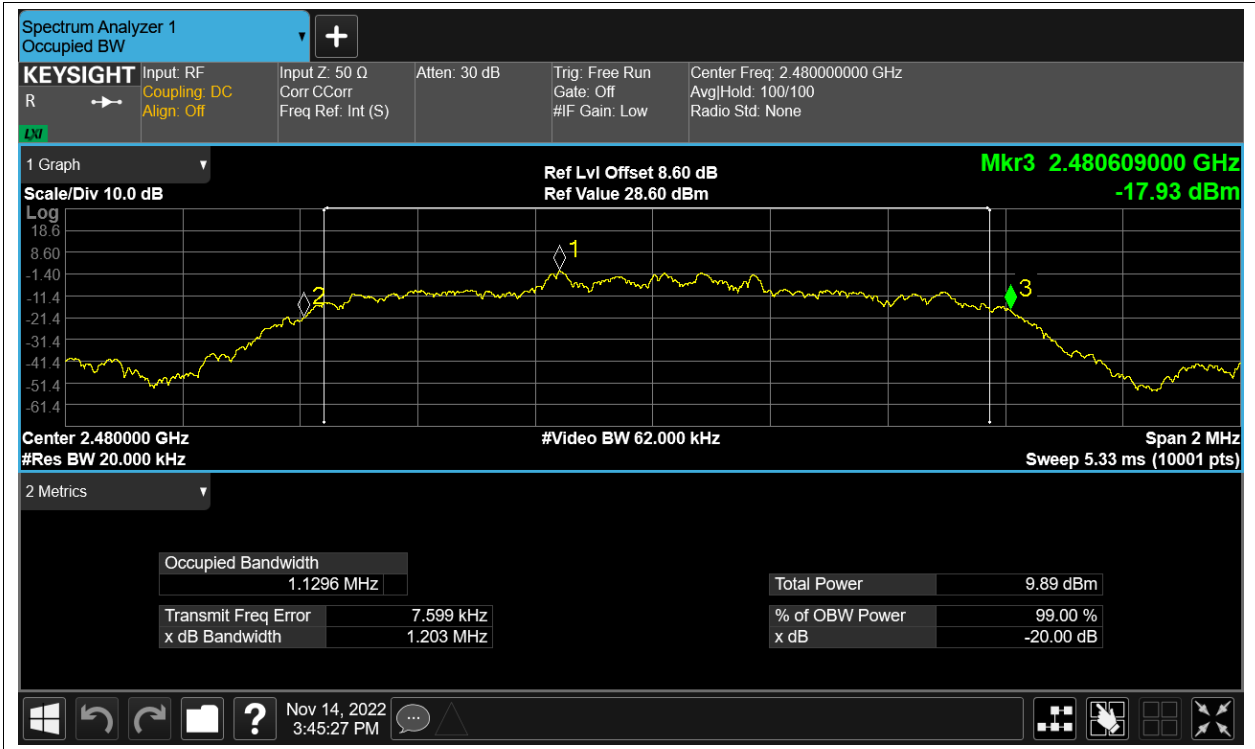 Spectrum Analyzer 1
Occupied BW
KEYSIGHT
R
LXI
Input: RF
Coupling: DC
Align: Off
Input Z: 50 Ω
Corr CCorr
Freq Ref: Int (S)
Atten: 30 dB
Trig: Free Run
Gate: Off
#IF Gain: Low
Center Freq: 2.480000000 GHz
Avg|Hold: 100/100
Radio Std: None
1 Graph
Scale/Div 10.0 dB
Ref Lvl Offset 8.60 dB
Ref Value 28.60 dBm
Mkr3 2.480609000 GHz
-17.93 dBm
Log
18.6
8.60
-1.40
-11.4
-21.4
-31.4
-41.4
-51.4
-61.4
1
2
3
Center 2.480000 GHz
#Video BW 62.000 kHz
Span 2 MHz
#Res BW 20.000 kHz
Sweep 5.33 ms (10001 pts)
2 Metrics
Occupied Bandwidth
1.1296 MHz
Transmit Freq Error 7.599 kHz
x dB Bandwidth 1.203 MHz
Total Power 9.89 dBm
% of OBW Power 99.00 %
x dB -20.00 dB
?
Nov 14, 2022
3:45:27 PM